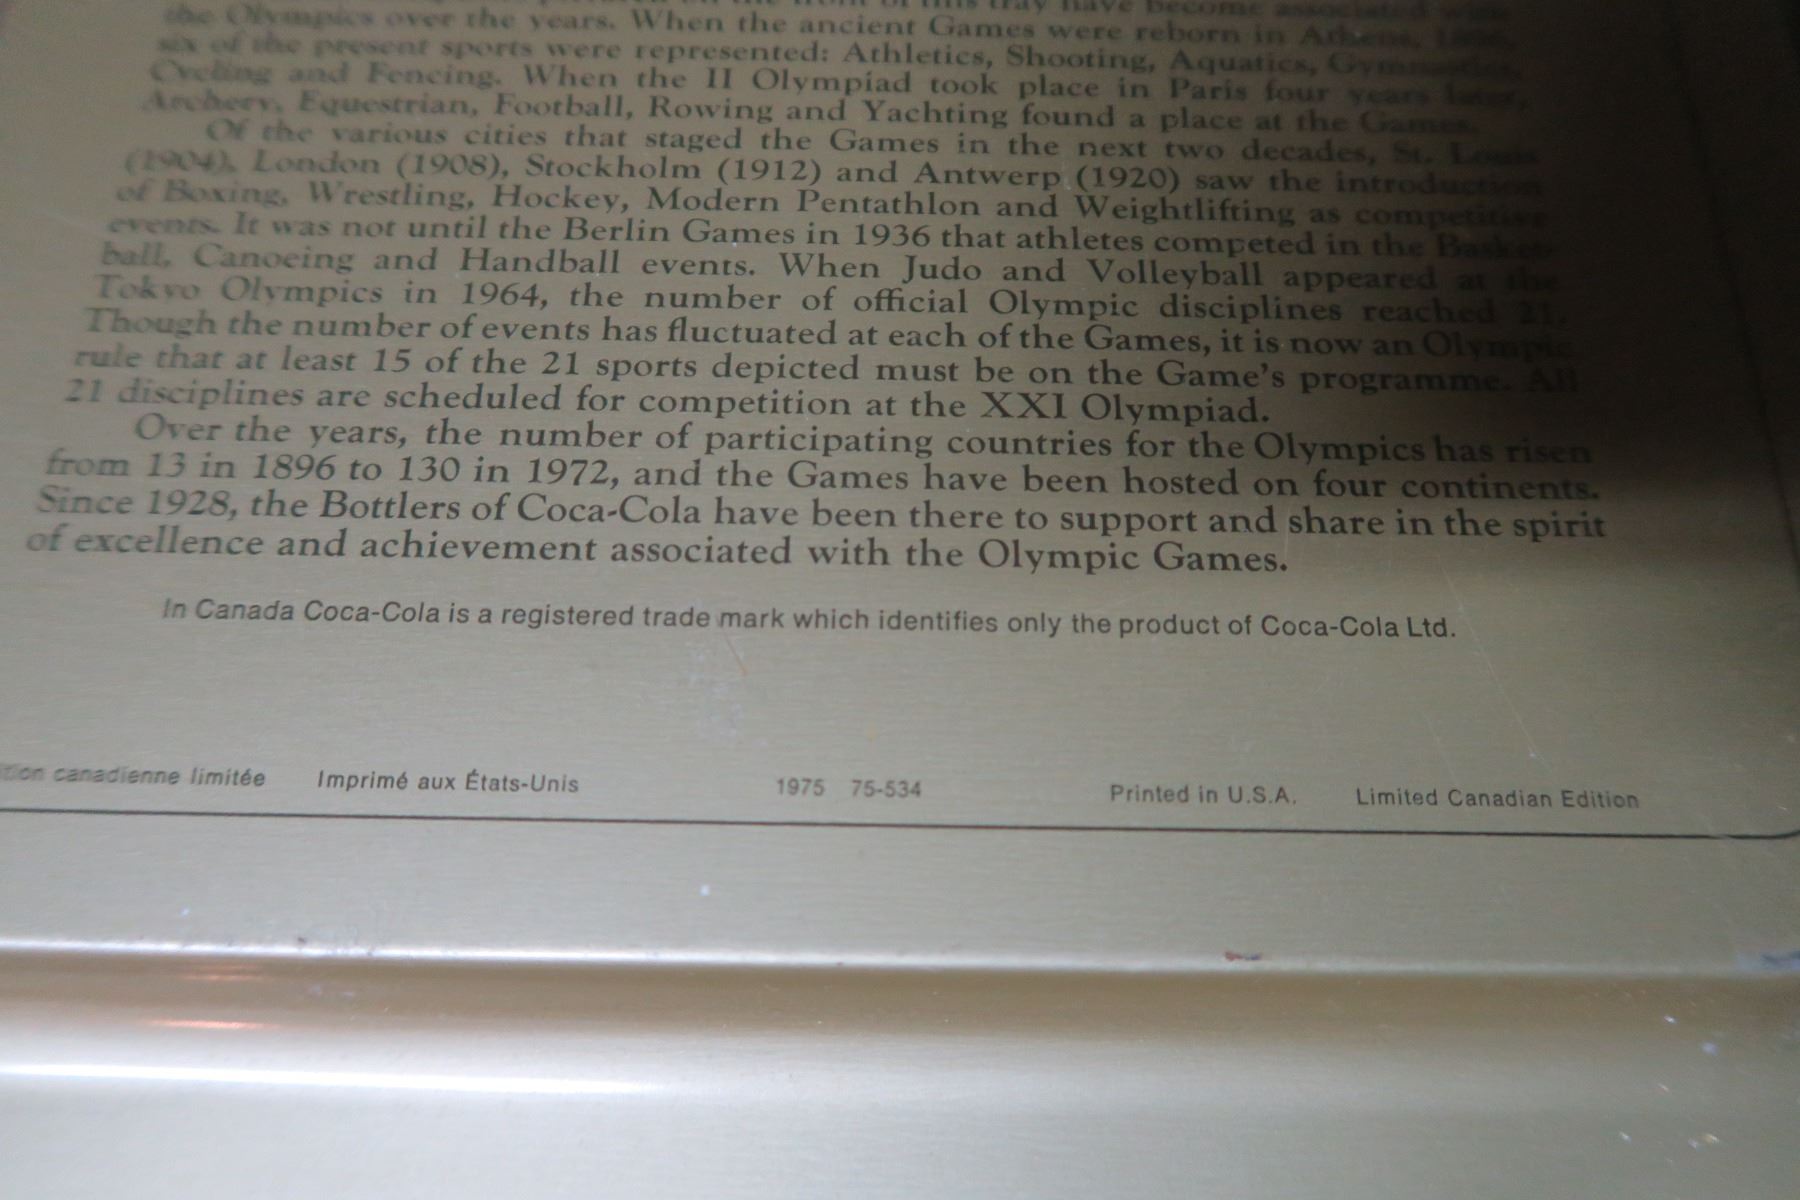 the Olympics over the years. When the ancient Games were reborn in Athens, 1896,
six of the present sports were represented: Athletics, Shooting, Aquatics, Gymnastics,
Cycling and Fencing. When the II Olympiad took place in Paris four years later,
Archery, Equestrian, Football, Rowing and Yachting found a place at the Games.
Of the various cities that staged the Games in the next two decades, St. Louis
(1904), London (1908), Stockholm (1912) and Antwerp (1920) saw the introduction
of Boxing, Wrestling, Hockey, Modern Pentathlon and Weightlifting as competitive
events. It was not until the Berlin Games in 1936 that athletes competed in the Basket-
ball, Canoeing and Handball events. When Judo and Volleyball appeared at the
Tokyo Olympics in 1964, the number of official Olympic disciplines reached 21.
Though the number of events has fluctuated at each of the Games, it is now an Olympic
rule that at least 15 of the 21 sports depicted must be on the Game's programme. All
21 disciplines are scheduled for competition at the XXI Olympiad.
Over the years, the number of participating countries for the Olympics has risen
from 13 in 1896 to 130 in 1972, and the Games have been hosted on four continents.
Since 1928, the Bottlers of Coca-Cola have been there to support and share in the spirit
of excellence and achievement associated with the Olympic Games.
In Canada Coca-Cola is a registered trade mark which identifies only the product of Coca-Cola Ltd.
canadienne limitée Imprimé aux États-Unis 1975 75-534 Printed in U.S.A. Limited Canadian Edition